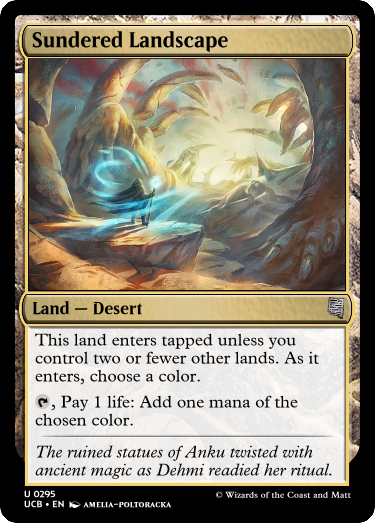 Sundered Landscape
Land — Desert
This land enters tapped unless you
control two or fewer other lands. As it
enters, choose a color.
, Pay 1 life: Add one mana of the
chosen color.
The ruined statues of Anku twisted with
ancient magic as Dehmi readied her ritual.
U 0295
UCB • EN AMELIA–POLTORACKA
© Wizards of the Coast and Matt